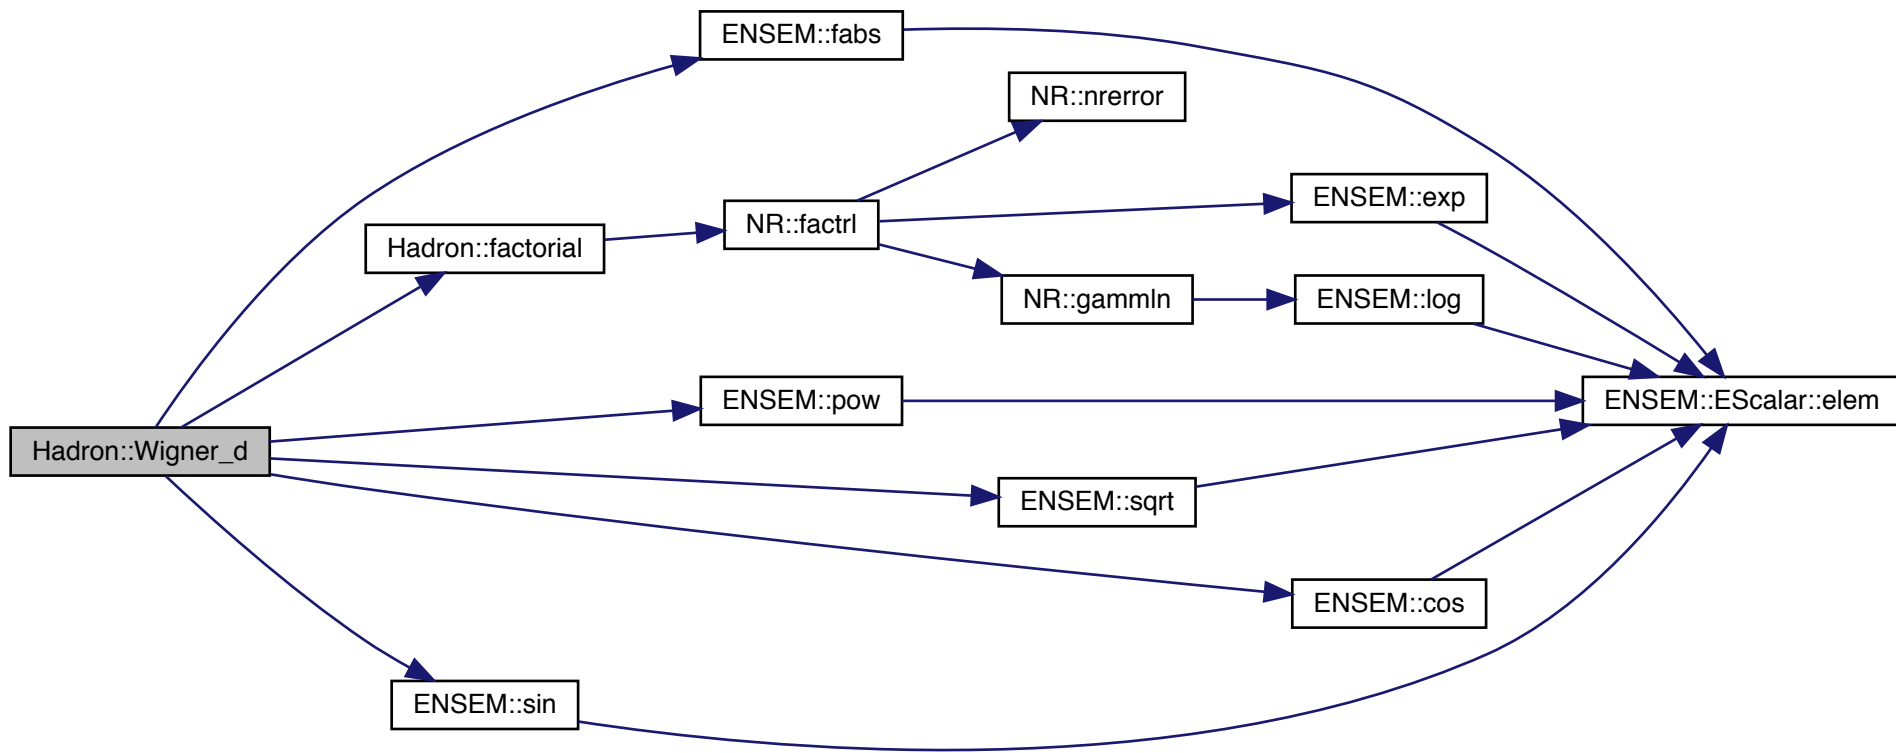 ENSEM::fabs
NR::nrerror
ENSEM::exp
NR::factrl
Hadron::factorial
NR::gammln
ENSEM::log
ENSEM::pow
ENSEM::EScalar::elem
Hadron::Wigner_d
ENSEM::sqrt
ENSEM::cos
ENSEM::sin